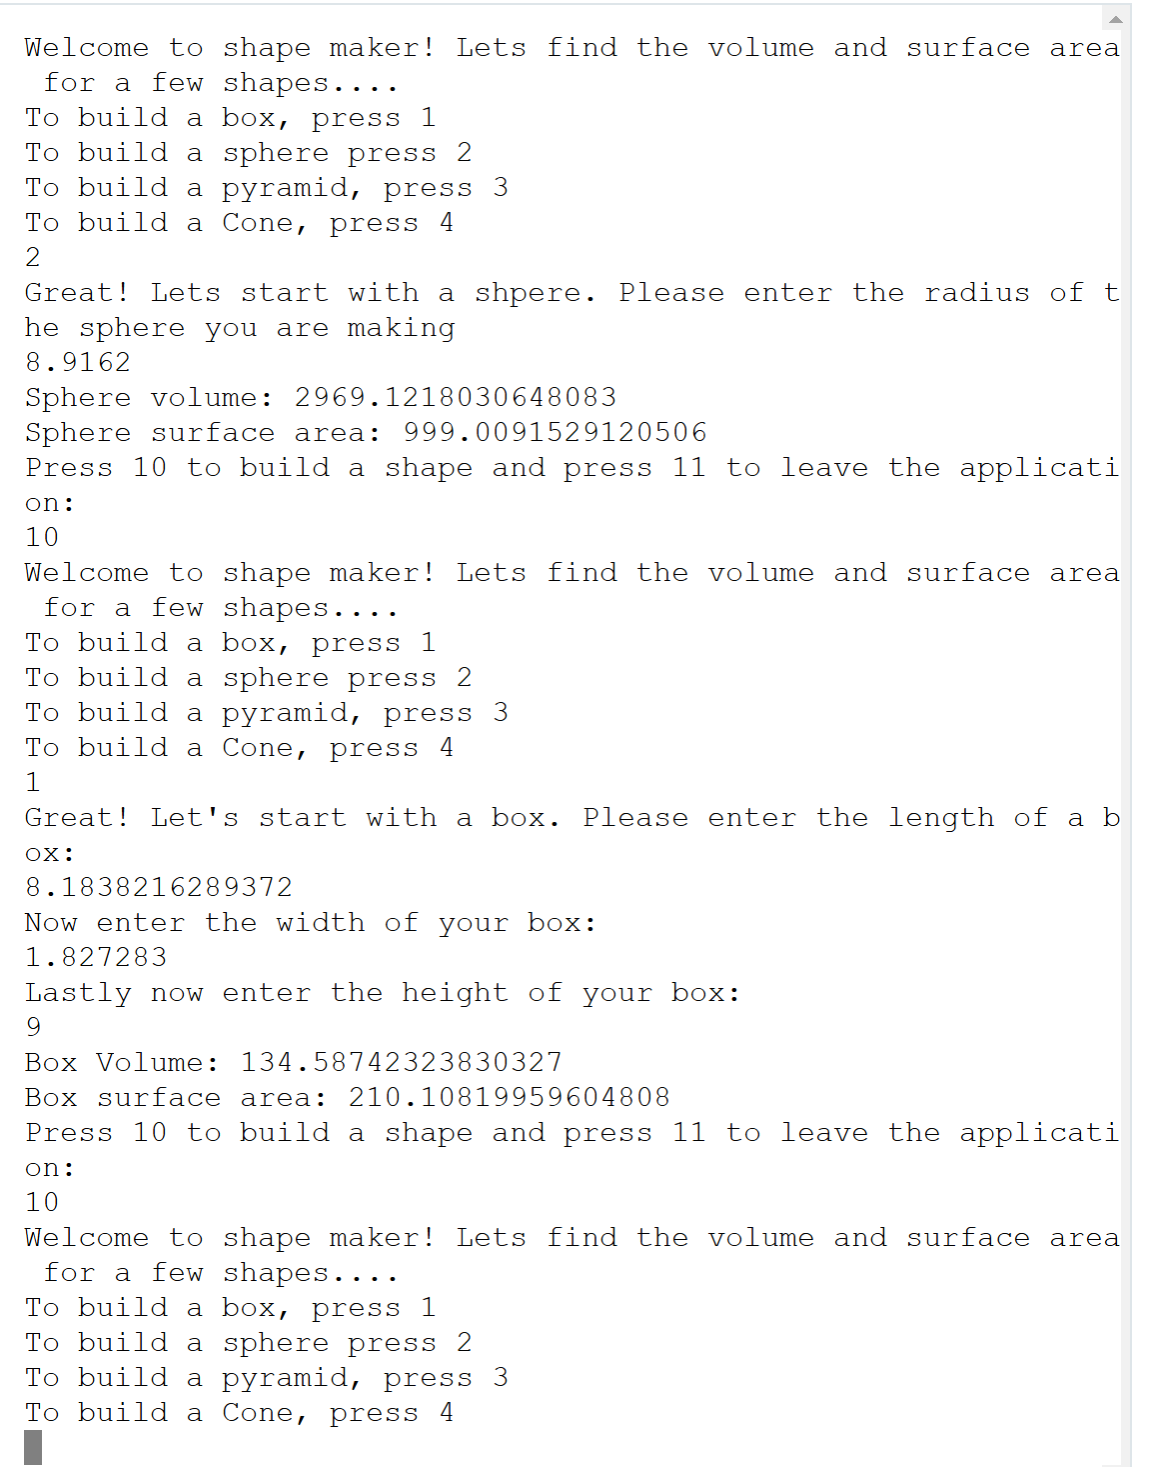 Welcome to shape maker! Lets find the volume and surface area
 for a few shapes....
To build a box, press 1
To build a sphere press 2
To build a pyramid, press 3
To build a Cone, press 4
2
Great! Lets start with a shpere. Please enter the radius of t
he sphere you are making
8.9162
Sphere volume: 2969.1218030648083
Sphere surface area: 999.0091529120506
Press 10 to build a shape and press 11 to leave the applicati
on:
10
Welcome to shape maker! Lets find the volume and surface area
 for a few shapes....
To build a box, press 1
To build a sphere press 2
To build a pyramid, press 3
To build a Cone, press 4
1
Great! Let's start with a box. Please enter the length of a b
ox:
8.1838216289372
Now enter the width of your box:
1.827283
Lastly now enter the height of your box:
9
Box Volume: 134.58742323830327
Box surface area: 210.10819959604808
Press 10 to build a shape and press 11 to leave the applicati
on:
10
Welcome to shape maker! Lets find the volume and surface area
 for a few shapes....
To build a box, press 1
To build a sphere press 2
To build a pyramid, press 3
To build a Cone, press 4